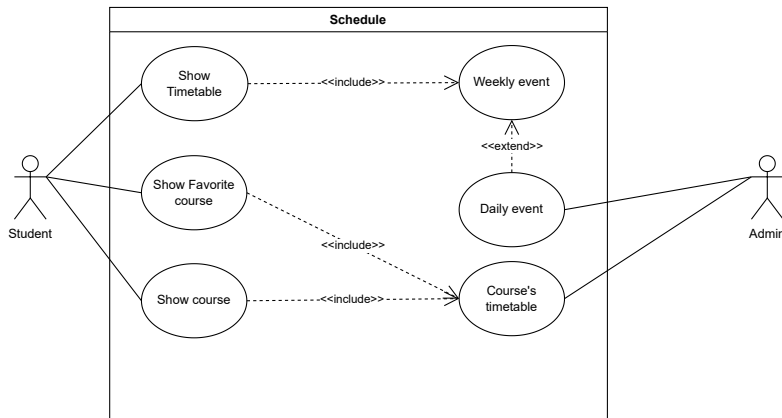 Schedule
Show
Timetable
<<include>>
Weekly event
<<extend>>
Show Favorite
course
Daily event
Student
Admin
<<include>>
Show course
<<include>>
Course's
timetable